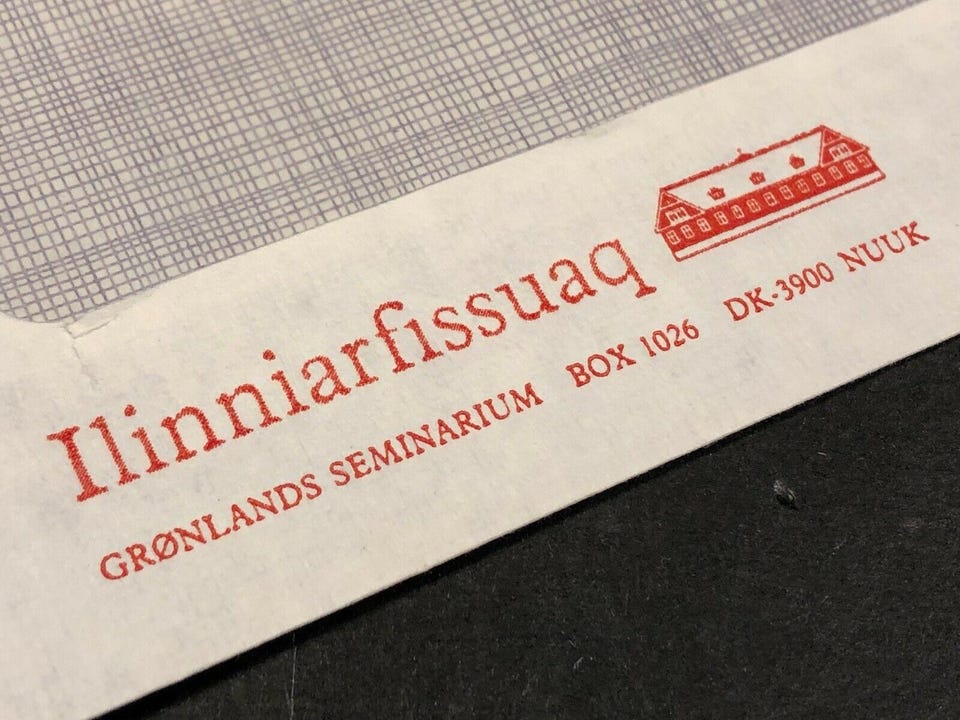 Ilinniarfissuaq
GRØNLANDS SEMINARIUM BOX 1026 DK-3900 NUUK